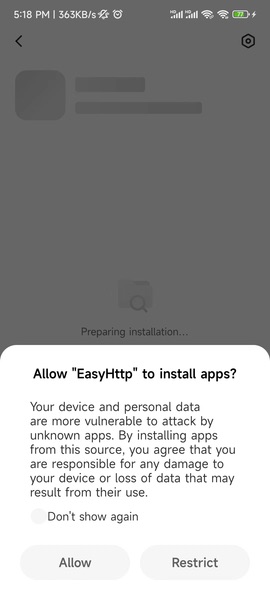 5:18 PM | 363KB/s
HD HD 77
Preparing installation...
Allow "EasyHttp" to install apps?
Your device and personal data
are more vulnerable to attack by
unknown apps. By installing apps
from this source, you agree that you
are responsible for any damage to
your device or loss of data that may
result from their use.
Don't show again
Allow Restrict